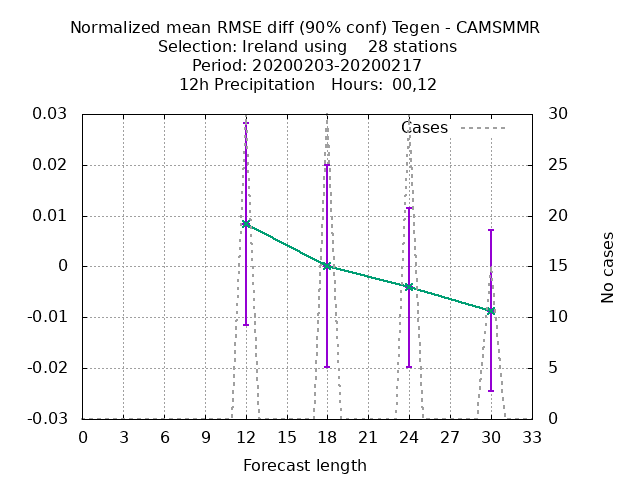 Normalized mean RMSE diff (90% conf) Tegen - CAMSMMR
Selection: Ireland using 28 stations
Period: 20200203-20200217
12h Precipitation Hours: 00,12
Cases
0.03
0.02
0.01
0
-0.01
-0.02
-0.03
30
25
20
15
10
5
0
No cases
0 3 6 9 12 15 18 21 24 27 30 33
Forecast length